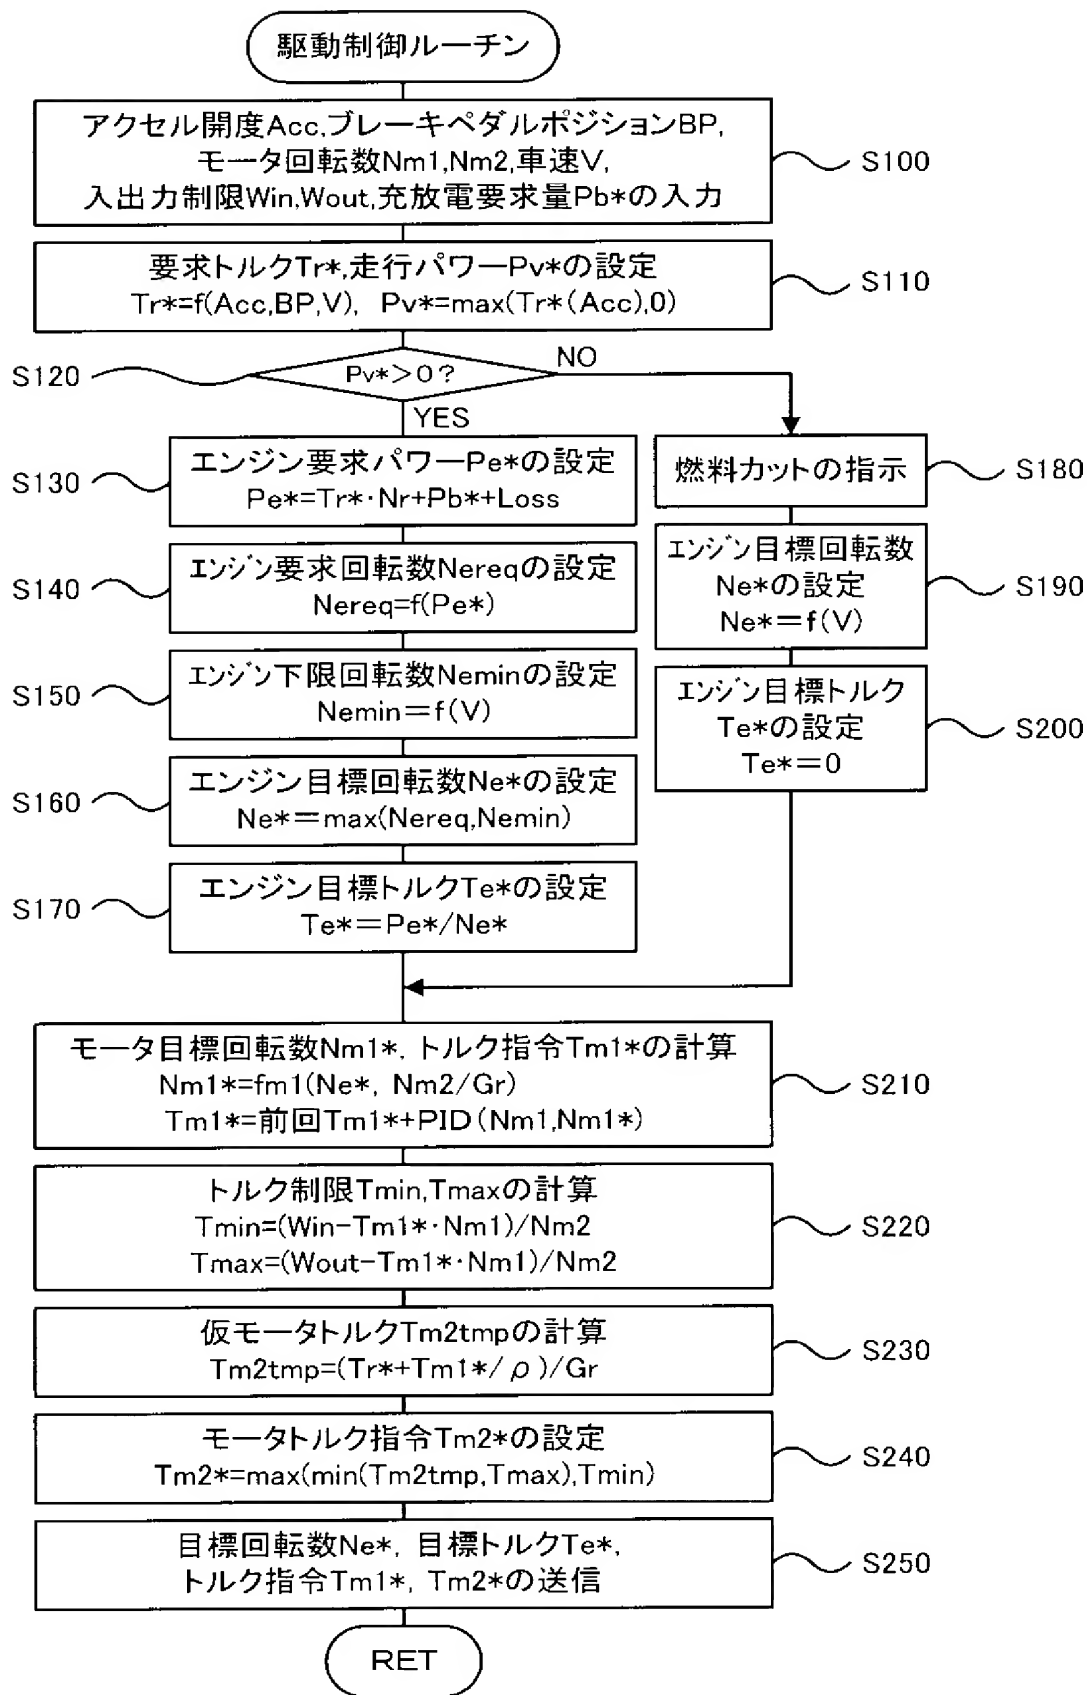 駆動制御ルーチン
アクセル開度Acc,ブレーキペダルポジションBP,
モータ回転数Nm1,Nm2,車速V,
入出力制限Win,Wout,充放電要求量Pb*の入力
S100
要求トルクTr*,走行パワーPv*の設定
Tr*=f(Acc,BP,V), Pv*=max(Tr*(Acc),0)
S110
S120
Pv*>0?
NO
YES
S130
エンジン要求パワーPe*の設定
Pe*=Tr*·Nr+Pb*+Loss
燃料カットの指示
S180
S140
エンジン要求回転数Nereqの設定
Nereq=f(Pe*)
エンジン目標回転数
Ne*の設定
Ne*=f(V)
S190
S150
エンジン下限回転数Neminの設定
Nemin=f(V)
エンジン目標トルク
Te*の設定
Te*=0
S200
S160
エンジン目標回転数Ne*の設定
Ne*=max(Nereq,Nemin)
S170
エンジン目標トルクTe*の設定
Te*=Pe*/Ne*
モータ目標回転数Nm1*, トルク指令Tm1*の計算
Nm1*=fm1(Ne*, Nm2/Gr)
Tm1*=前回Tm1*+PID(Nm1,Nm1*)
S210
トルク制限Tmin,Tmaxの計算
Tmin=(Win-Tm1*·Nm1)/Nm2
Tmax=(Wout-Tm1*·Nm1)/Nm2
S220
仮モータトルクTm2tmpの計算
Tm2tmp=(Tr*+Tm1*/ρ)/Gr
S230
モータトルク指令Tm2*の設定
Tm2*=max(min(Tm2tmp,Tmax),Tmin)
S240
目標回転数Ne*, 目標トルクTe*,
トルク指令Tm1*, Tm2*の送信
S250
RET